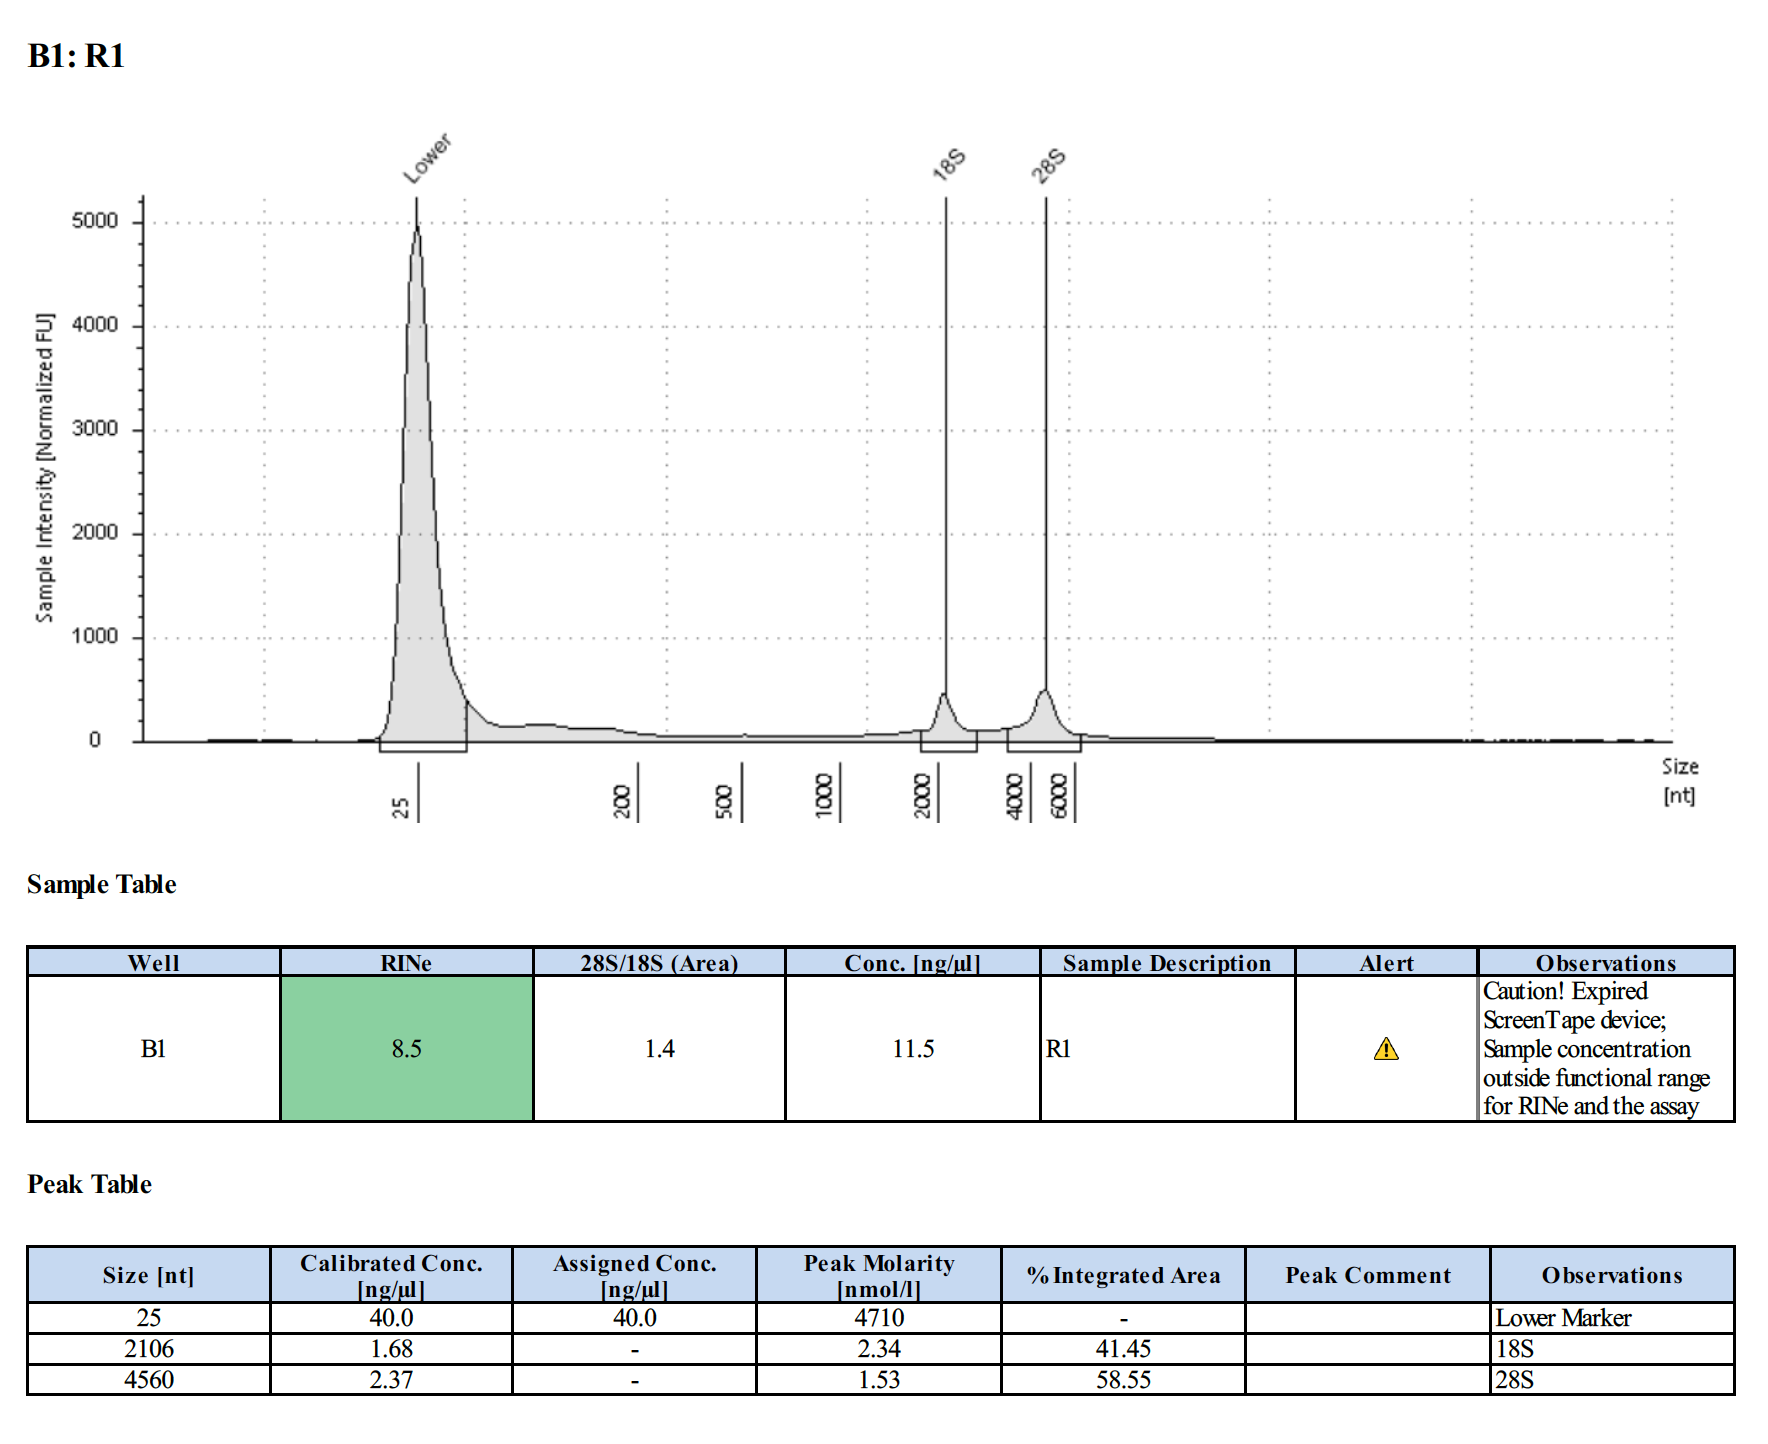 B1: R1
Lower
18S
28S
Sample Intensity [Normalized FU]
5000
4000
3000
2000
1000
0
25
200
500
1000
2000
4000
6000
Size
[nt]
Sample Table
Well RINe 28S/18S (Area) Conc. [ng/µl] Sample Description Alert Observations
B1 8.5 1.4 11.5 R1 Caution! Expired
ScreenTape device;
Sample concentration
outside functional range
for RINe and the assay
Peak Table
Size [nt] Calibrated Conc. [ng/µl] Assigned Conc. [ng/µl] Peak Molarity [nmol/l] % Integrated Area Peak Comment Observations
25 40.0 40.0 4710 - Lower Marker
2106 1.68 - 2.34 41.45 18S
4560 2.37 - 1.53 58.55 28S